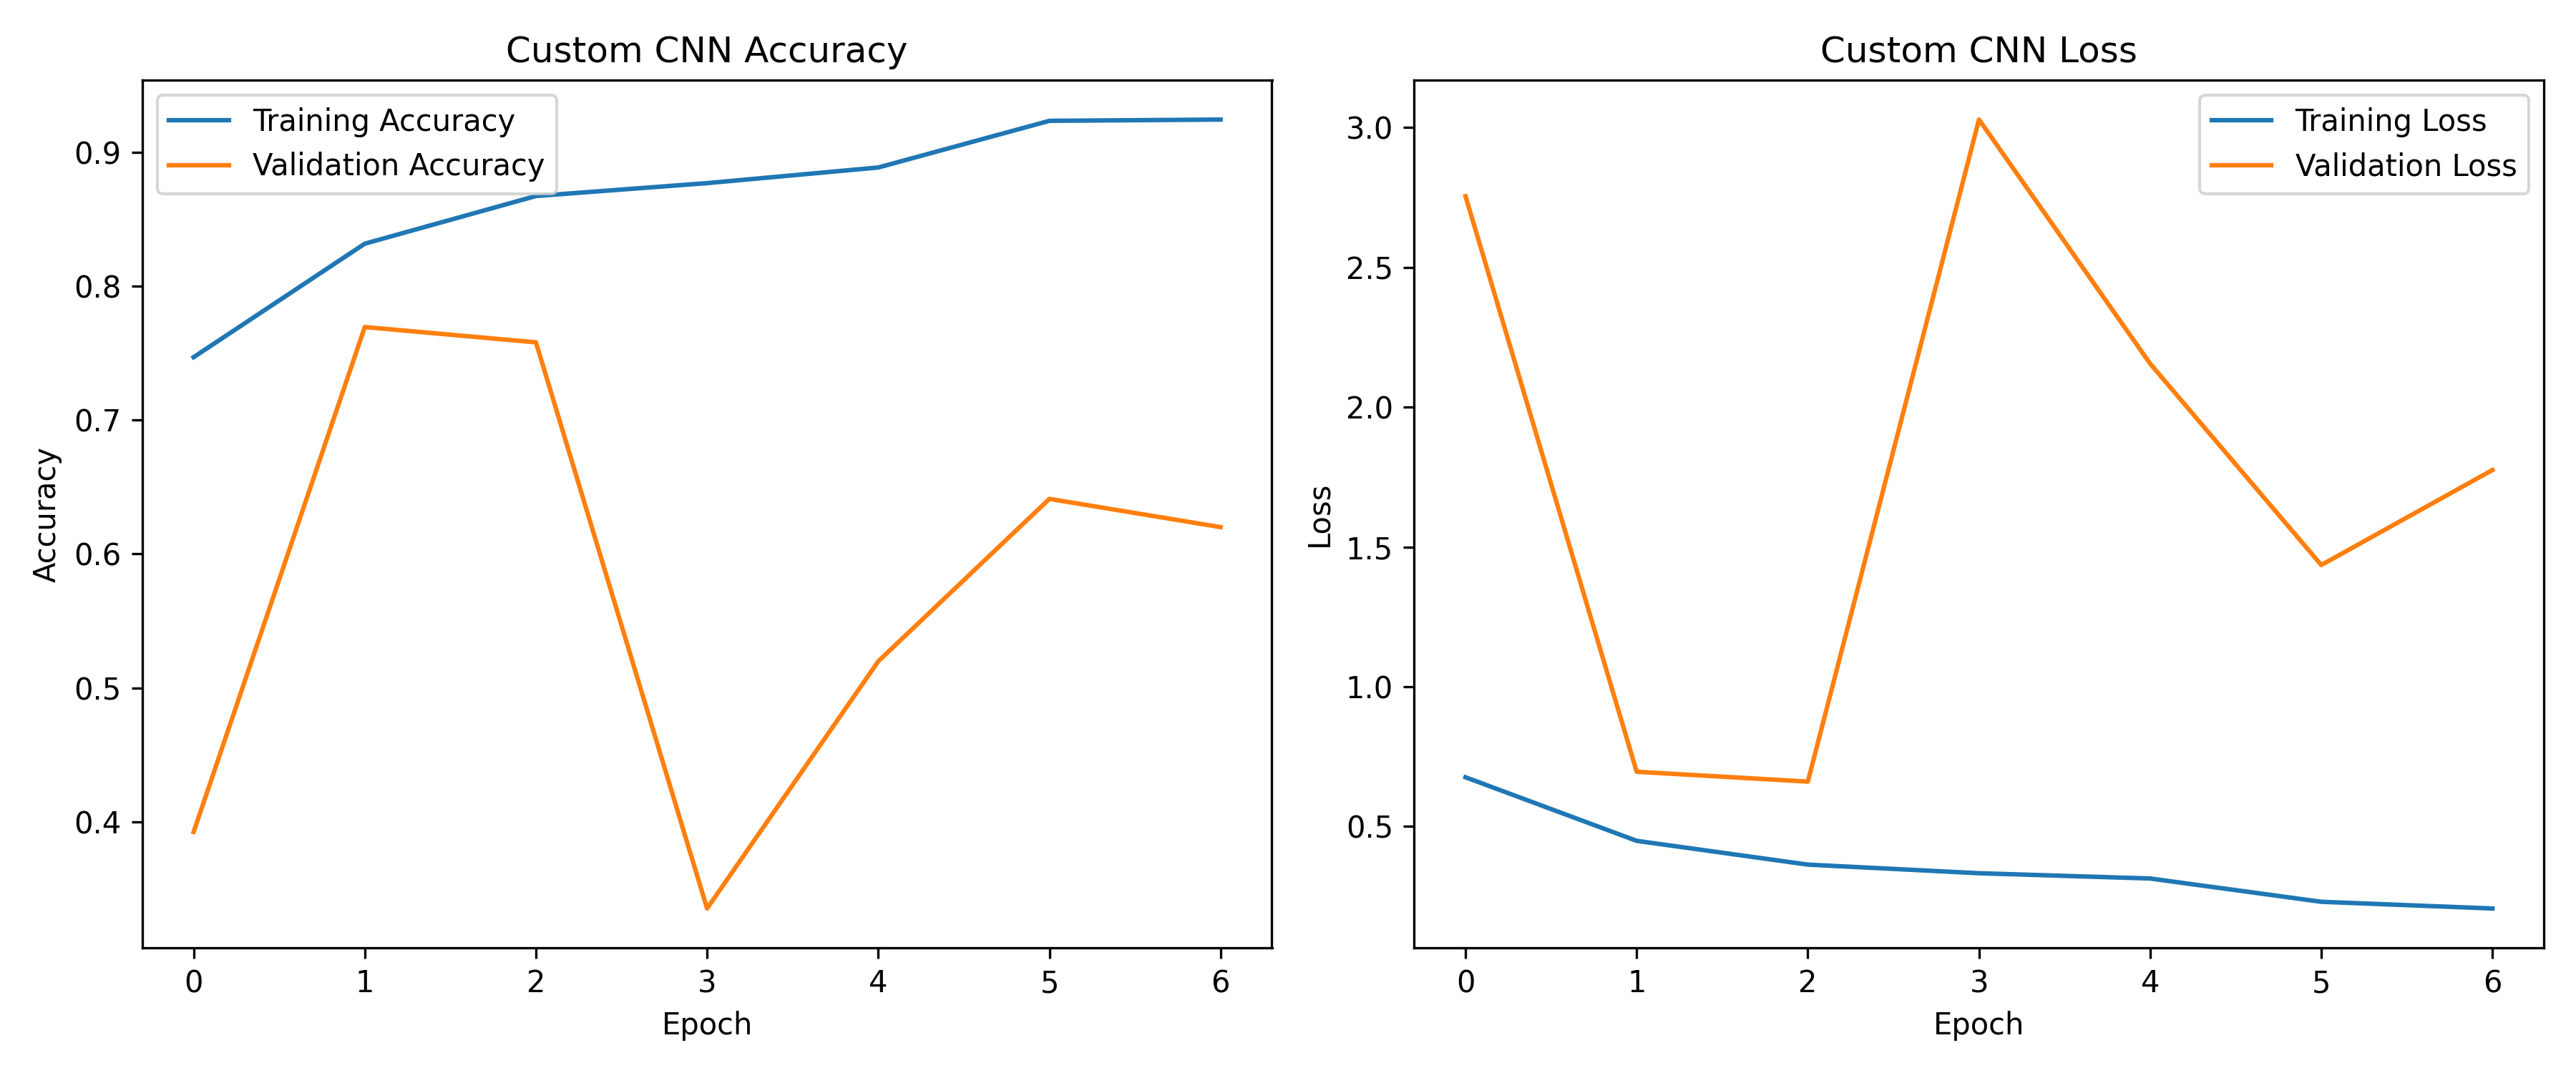 Custom CNN Accuracy
Training Accuracy
Validation Accuracy
0.9
0.8
0.7
0.6
0.5
0.4
Accuracy
0 1 2 3 4 5 6
Epoch
Custom CNN Loss
Training Loss
Validation Loss
3.0
2.5
2.0
1.5
1.0
0.5
Loss
0 1 2 3 4 5 6
Epoch